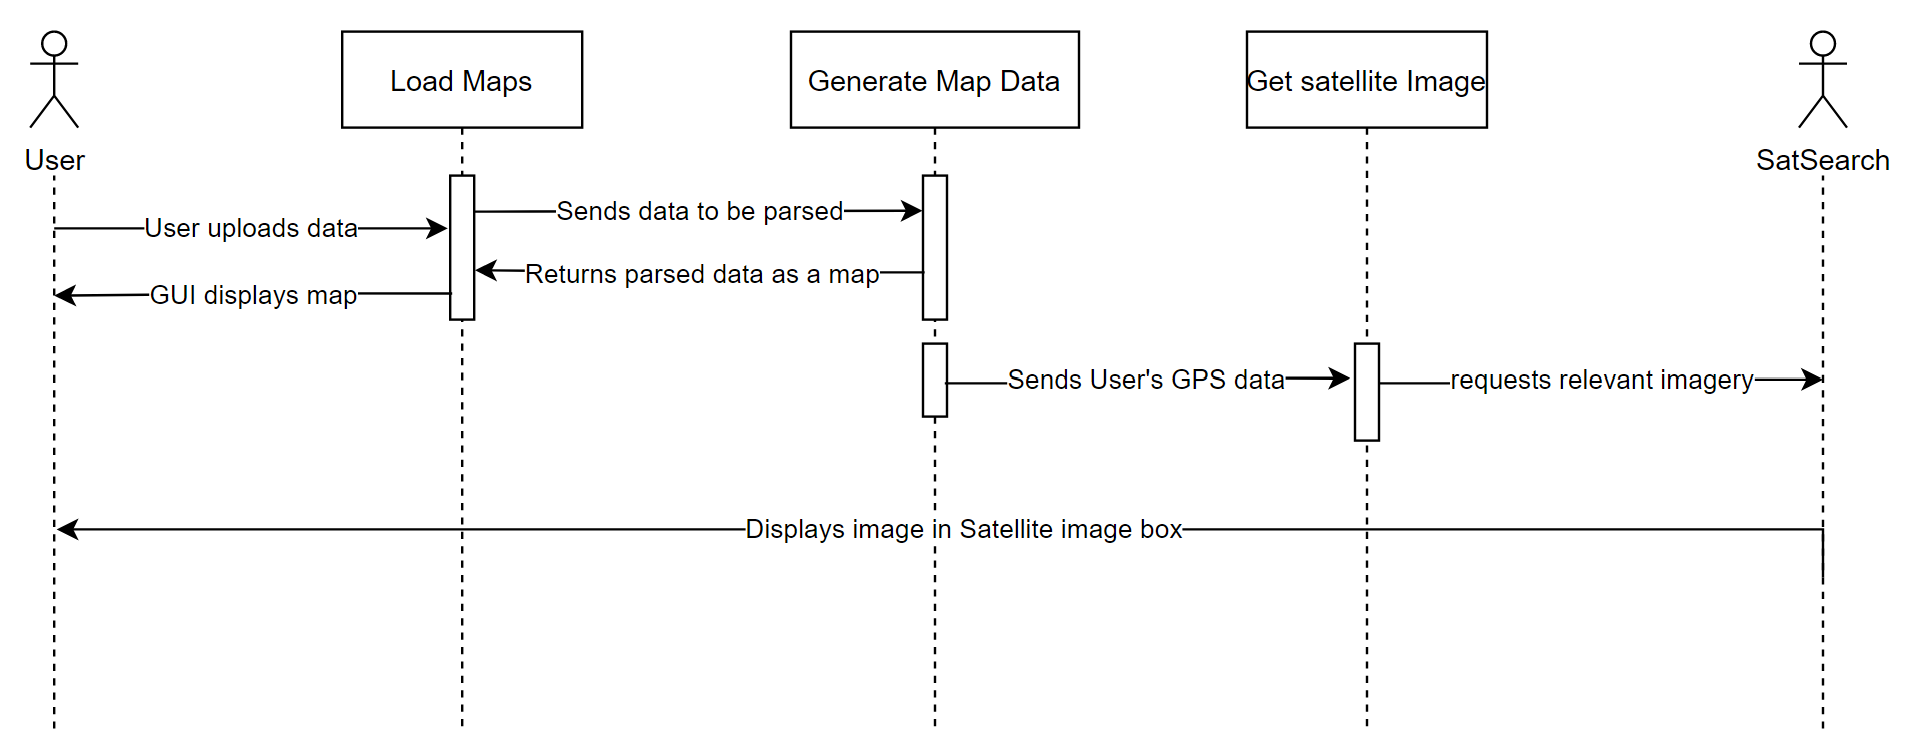 Load Maps
Generate Map Data
Get satellite Image
User
SatSearch
Sends data to be parsed
User uploads data
Returns parsed data as a map
GUI displays map
Sends User's GPS data
requests relevant imagery
Displays image in Satellite image box